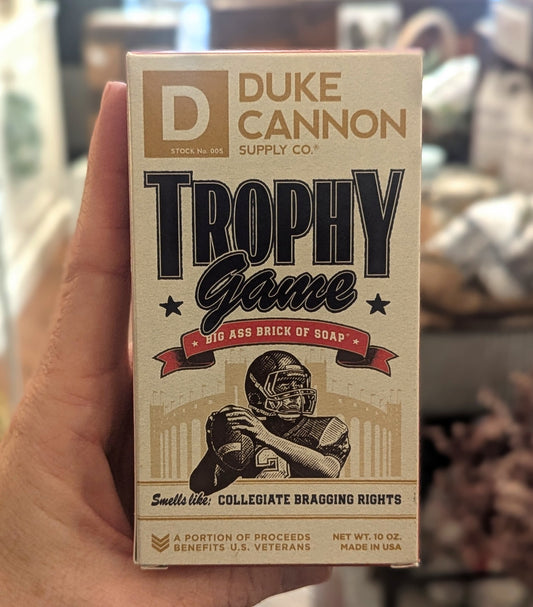 D
STOCK No. 005
DUKE
CANNON
SUPPLY CO.®
TROPHY
Game
BIG ASS BRICK OF SOAP®
2
Smells like: COLLEGIATE BRAGGING RIGHTS
A PORTION OF PROCEEDS
BENEFITS U.S. VETERANS
NET WT. 10 OZ.
MADE IN USA